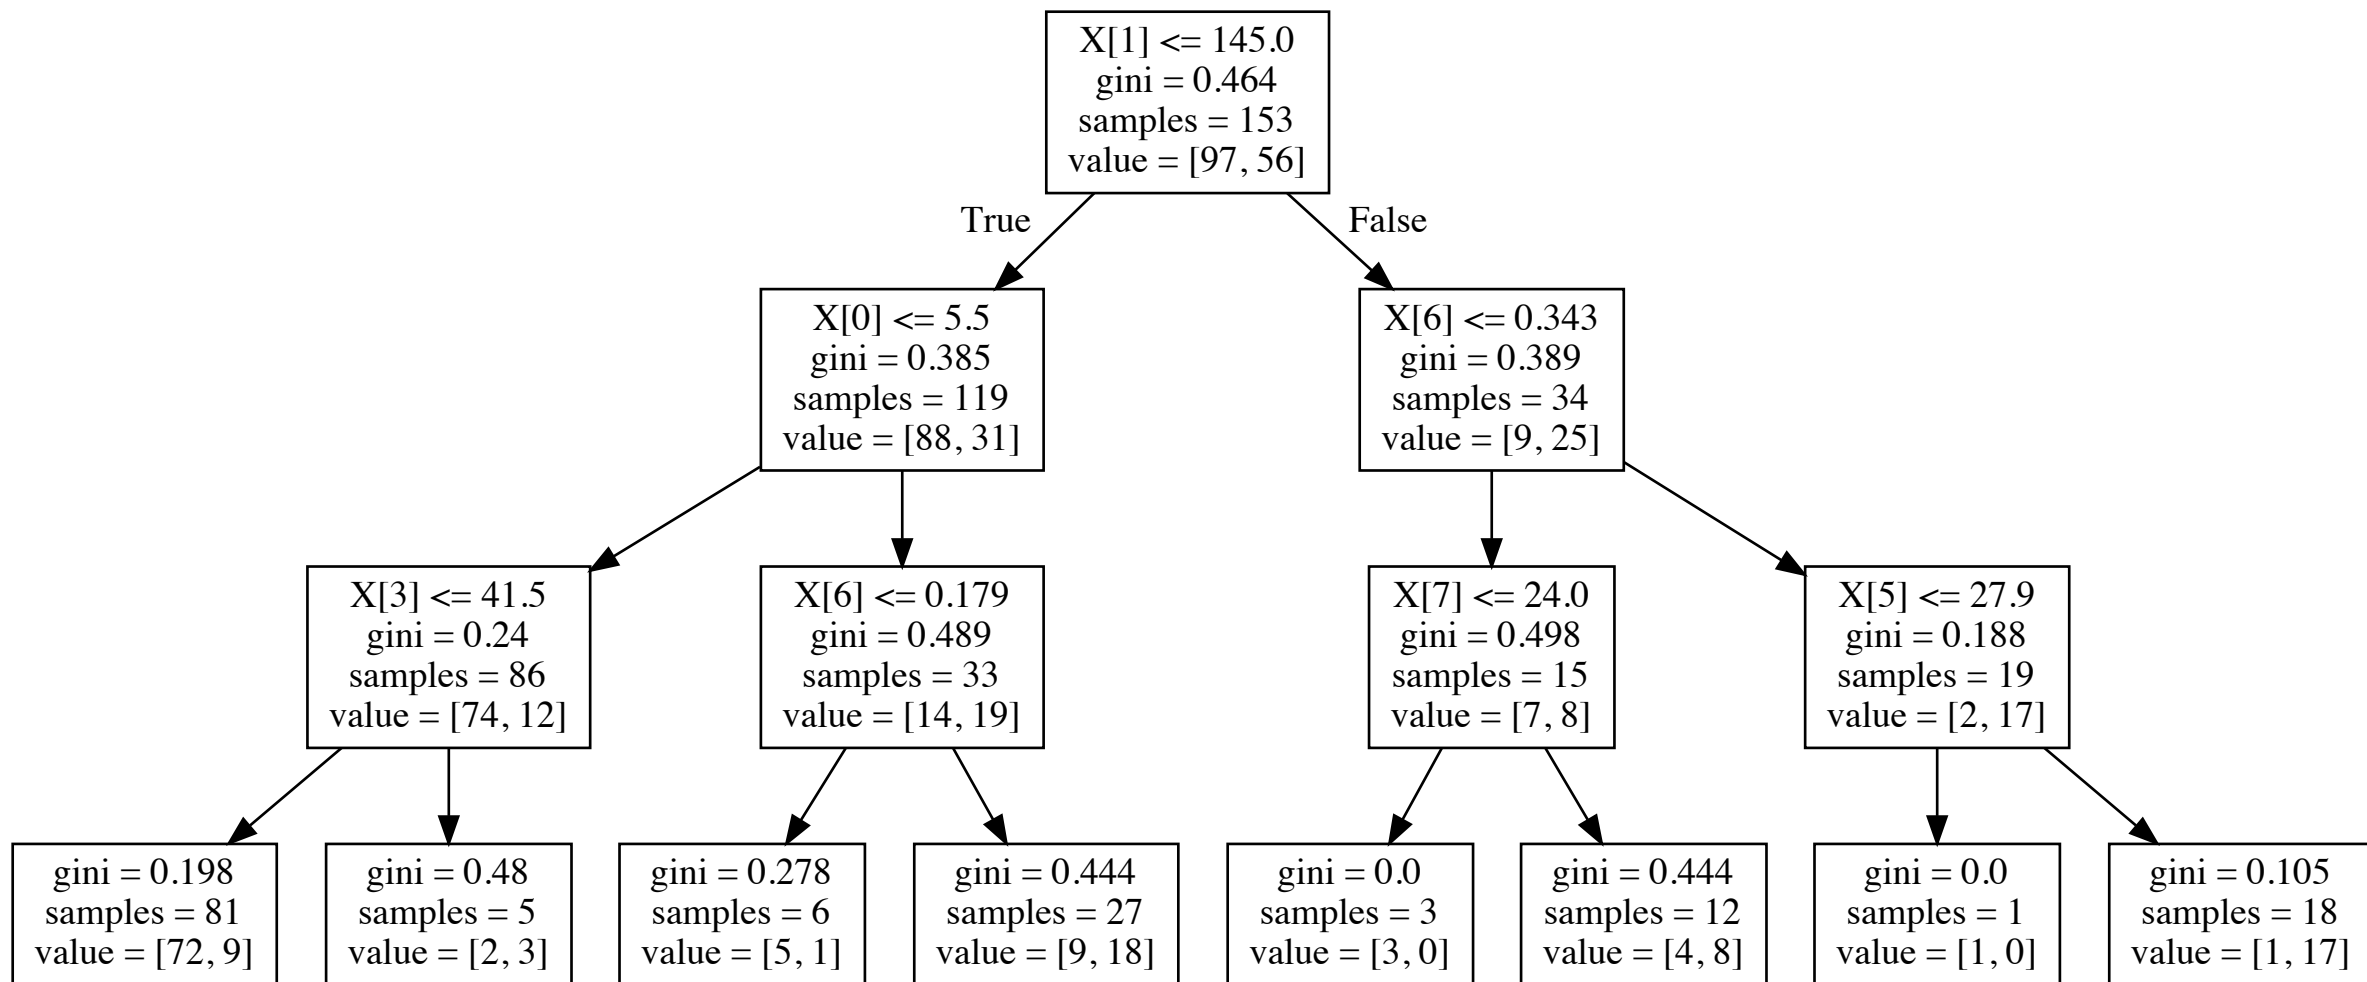 X[1] <= 145.0
gini = 0.464
samples = 153
value = [97, 56]
True
False
X[0] <= 5.5
gini = 0.385
samples = 119
value = [88, 31]
X[6] <= 0.343
gini = 0.389
samples = 34
value = [9, 25]
X[3] <= 41.5
gini = 0.24
samples = 86
value = [74, 12]
X[6] <= 0.179
gini = 0.489
samples = 33
value = [14, 19]
X[7] <= 24.0
gini = 0.498
samples = 15
value = [7, 8]
X[5] <= 27.9
gini = 0.188
samples = 19
value = [2, 17]
gini = 0.198
samples = 81
value = [72, 9]
gini = 0.48
samples = 5
value = [2, 3]
gini = 0.278
samples = 6
value = [5, 1]
gini = 0.444
samples = 27
value = [9, 18]
gini = 0.0
samples = 3
value = [3, 0]
gini = 0.444
samples = 12
value = [4, 8]
gini = 0.0
samples = 1
value = [1, 0]
gini = 0.105
samples = 18
value = [1, 17]